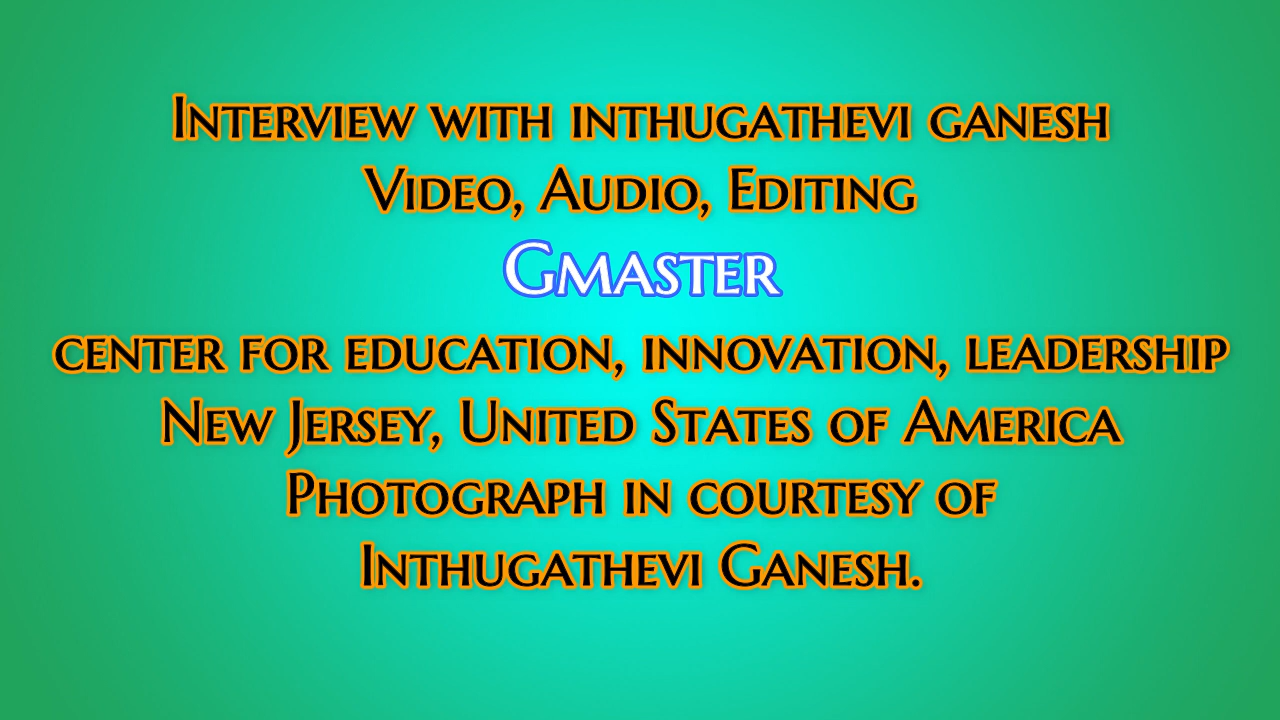 Interview with inthugathevi ganesh
Video, Audio, Editing
Gmaster
center for education, innovation, leadership
New Jersey, United States of America
Photograph in courtesy of
Inthugathevi Ganesh.